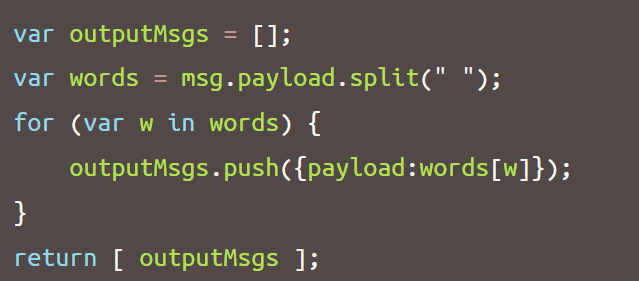 var outputMsgs = [];
var words = msg.payload.split(" ");
for (var w in words) {
    outputMsgs.push({payload:words[w]});
}
return [ outputMsgs ];